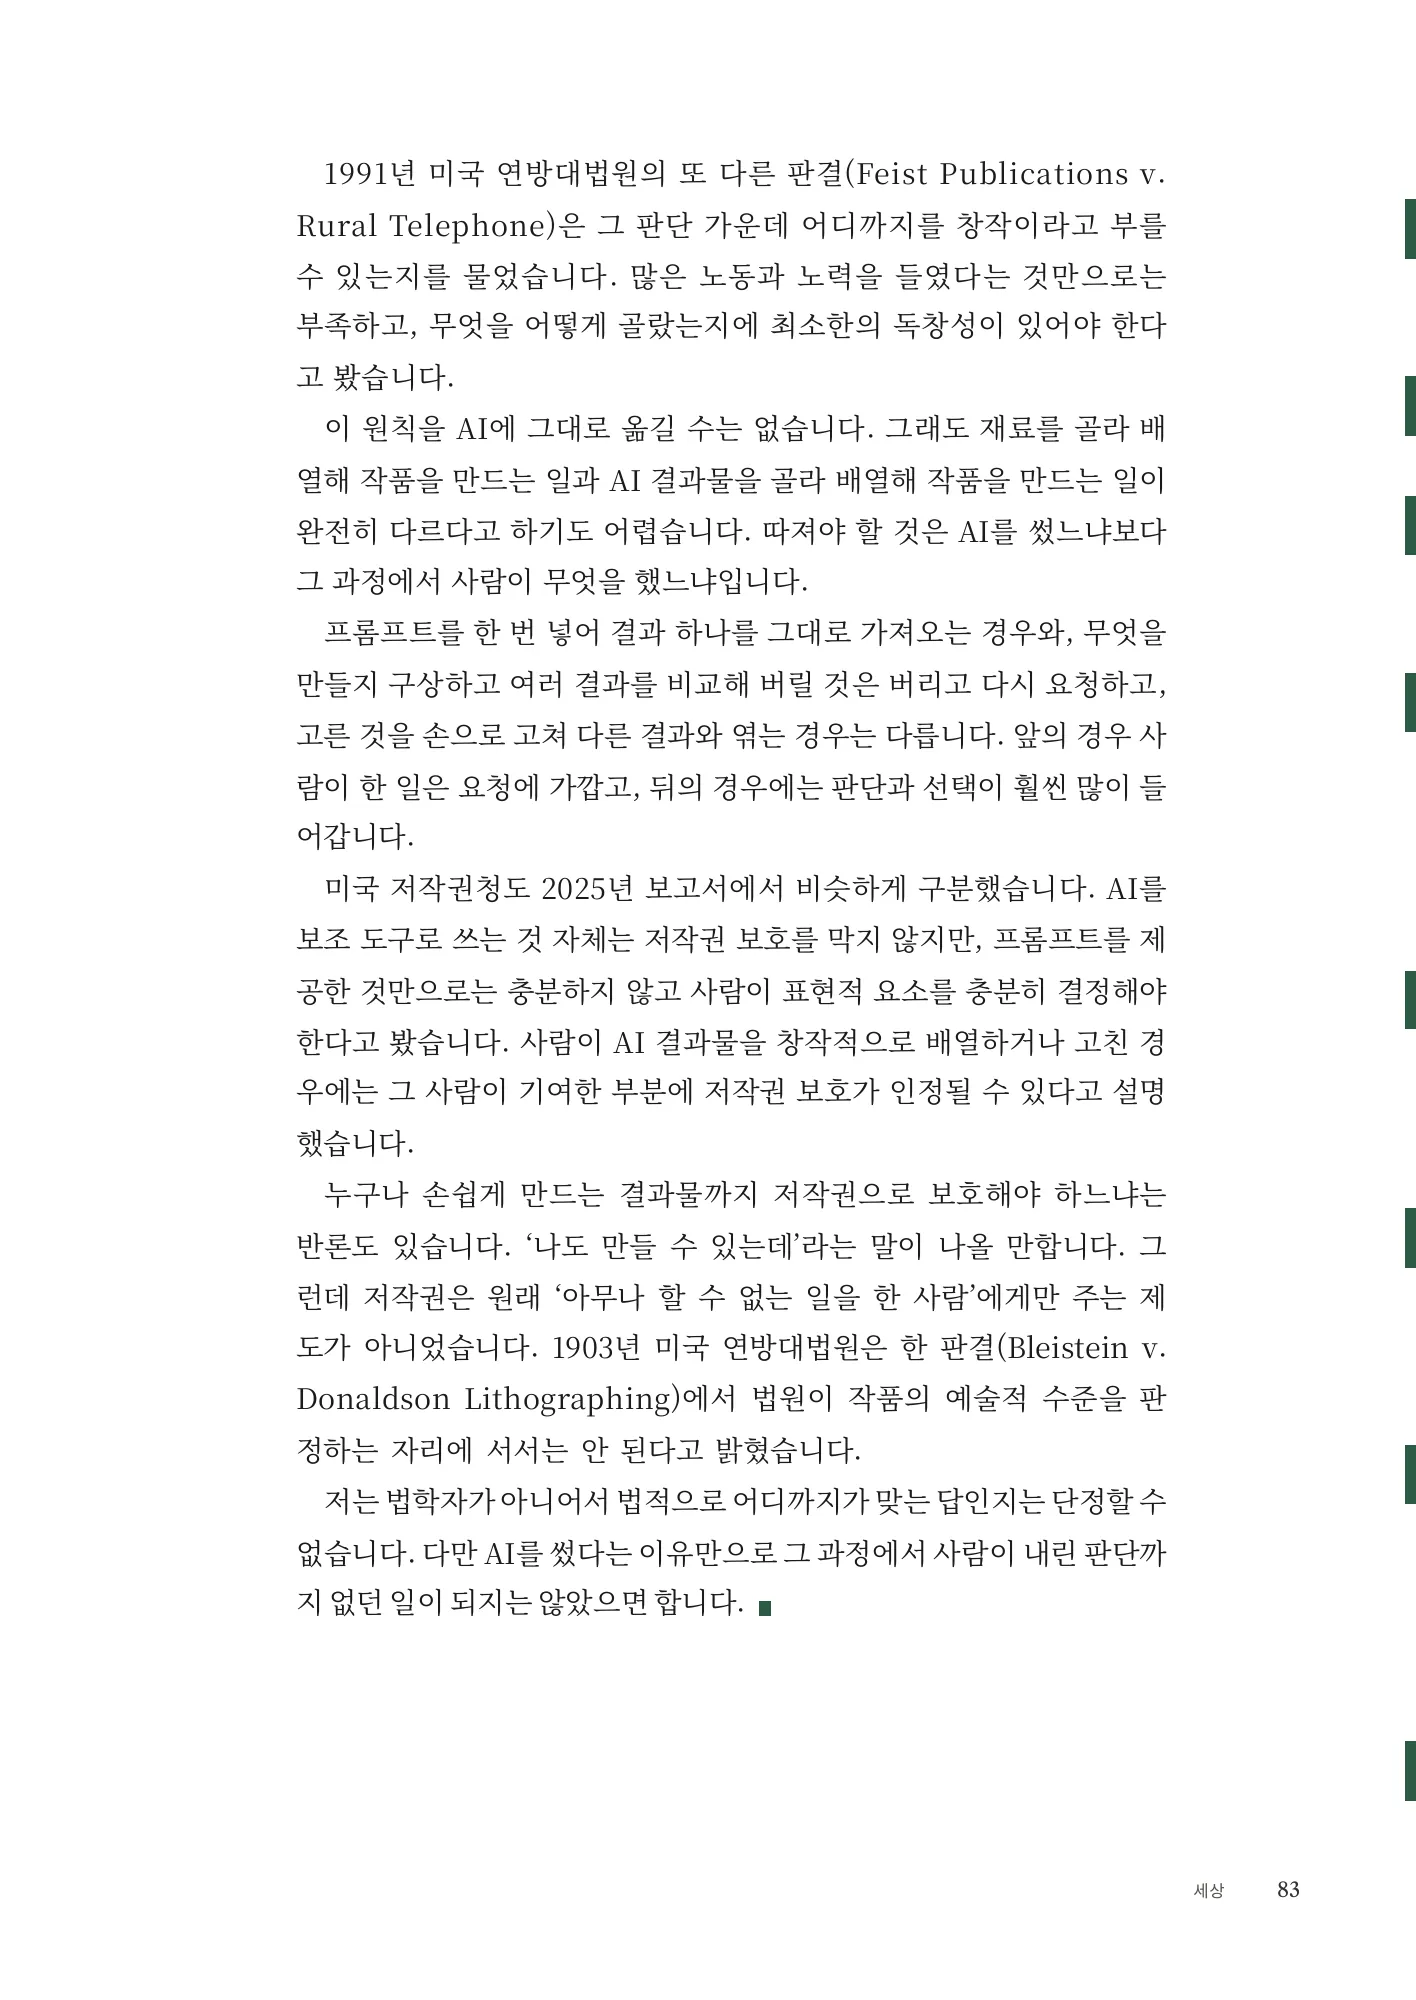 1991년 미국 연방대법원의 또 다른 판결(Feist Publications v.
Rural Telephone)은 그 판단 가운데 어디까지를 창작이라고 부를
수 있는지를 물었습니다. 많은 노동과 노력을 들였다는 것만으로는
부족하고, 무엇을 어떻게 골랐는지에 최소한의 독창성이 있어야 한다
고 봤습니다.
이 원칙을 AI에 그대로 옮길 수는 없습니다. 그래도 재료를 골라 배
열해 작품을 만드는 일과 AI 결과물을 골라 배열해 작품을 만드는 일이
완전히 다르다고 하기도 어렵습니다. 따져야 할 것은 AI를 썼느냐보다
그 과정에서 사람이 무엇을 했느냐입니다.
프롬프트를 한 번 넣어 결과 하나를 그대로 가져오는 경우와, 무엇을
만들지 구상하고 여러 결과를 비교해 버릴 것은 버리고 다시 요청하고,
고른 것을 손으로 고쳐 다른 결과와 엮는 경우는 다릅니다. 앞의 경우 사
람이 한 일은 요청에 가깝고, 뒤의 경우에는 판단과 선택이 훨씬 많이 들
어갑니다.
미국 저작권청도 2025년 보고서에서 비슷하게 구분했습니다. AI를
보조 도구로 쓰는 것 자체는 저작권 보호를 막지 않지만, 프롬프트를 제
공한 것만으로는 충분하지 않고 사람이 표현적 요소를 충분히 결정해야
한다고 봤습니다. 사람이 AI 결과물을 창작적으로 배열하거나 고친 경
우에는 그 사람이 기여한 부분에 저작권 보호가 인정될 수 있다고 설명
했습니다.
누구나 손쉽게 만드는 결과물까지 저작권으로 보호해야 하느냐는
반론도 있습니다. ‘나도 만들 수 있는데’라는 말이 나올 만합니다. 그
런데 저작권은 원래 ‘아무나 할 수 없는 일을 한 사람’에게만 주는 제
도가 아니었습니다. 1903년 미국 연방대법원은 한 판결(Bleistein v.
Donaldson Lithographing)에서 법원이 작품의 예술적 수준을 판
정하는 자리에 서서는 안 된다고 밝혔습니다.
저는 법학자가 아니어서 법적으로 어디까지가 맞는 답인지는 단정할 수
없습니다. 다만 AI를 썼다는 이유만으로 그 과정에서 사람이 내린 판단까
지 없던 일이 되지는 않았으면 합니다.
세상 83